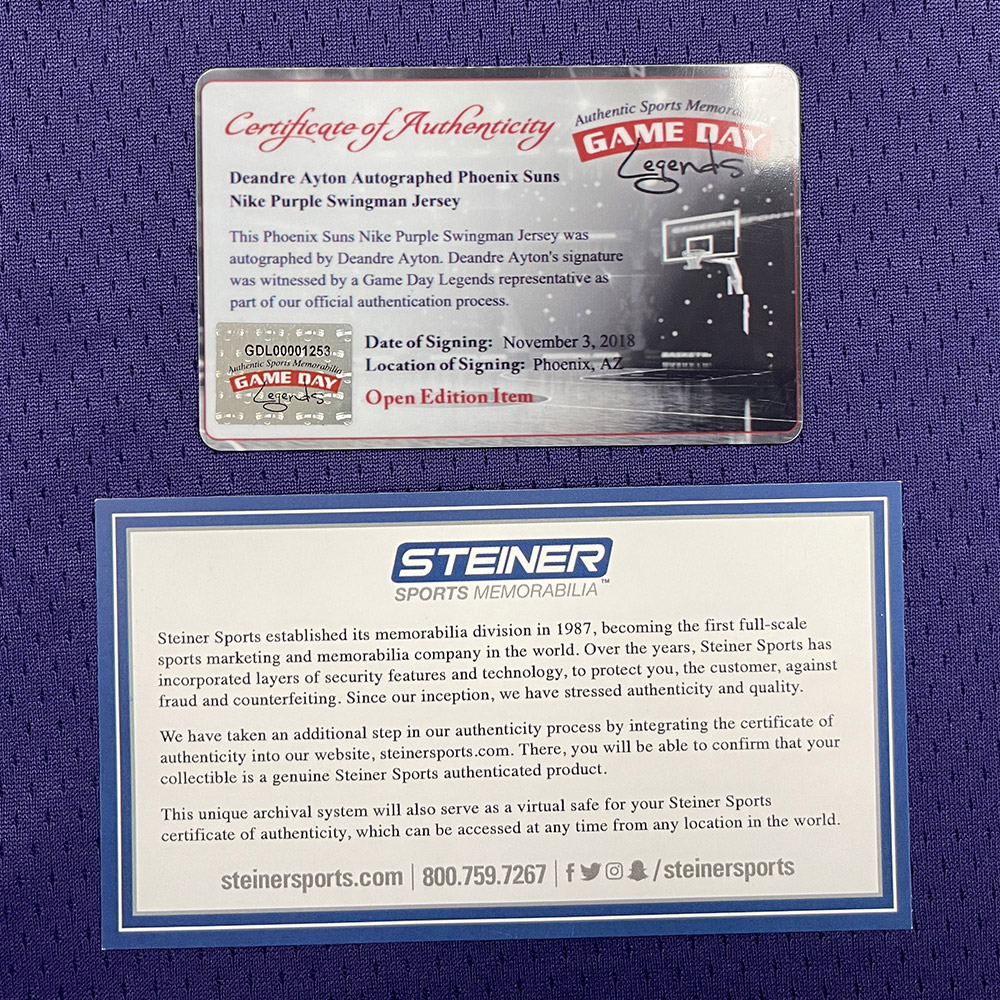 Certificate of Authenticity
Authentic Sports Memorabilia
GAME DAY
Legends
Deandre Ayton Autographed Phoenix Suns
Nike Purple Swingman Jersey
This Phoenix Suns Nike Purple Swingman Jersey was
autographed by Deandre Ayton. Deandre Ayton's signature
was witnessed by a Game Day Legends representative as
part of our official authentication process.
GDL00001253
Authentic Sports Memorabilia
GAME DAY
Legends
Date of Signing: November 3, 2018
Location of Signing: Phoenix, AZ
Open Edition Item
STEINER
SPORTS MEMORABILIA™
Steiner Sports established its memorabilia division in 1987, becoming the first full-scale
sports marketing and memorabilia company in the world. Over the years, Steiner Sports has
incorporated layers of security features and technology, to protect you, the customer, against
fraud and counterfeiting. Since our inception, we have stressed authenticity and quality.
We have taken an additional step in our authenticity process by integrating the certificate of
authenticity into our website, steinersports.com. There, you will be able to confirm that your
collectible is a genuine Steiner Sports authenticated product.
This unique archival system will also serve as a virtual safe for your Steiner Sports
certificate of authenticity, which can be accessed at any time from any location in the world.
steinersports.com | 800.759.7267 | f /steinersports